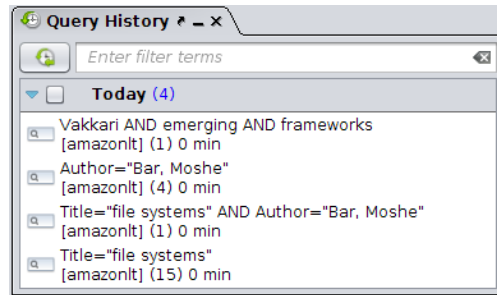 Query History
Enter filter terms
Today (4)
Vakkari AND emerging AND frameworks
[amazonlt] (1) 0 min
Author="Bar, Moshe"
[amazonlt] (4) 0 min
Title="file systems" AND Author="Bar, Moshe"
[amazonlt] (1) 0 min
Title="file systems"
[amazonlt] (15) 0 min